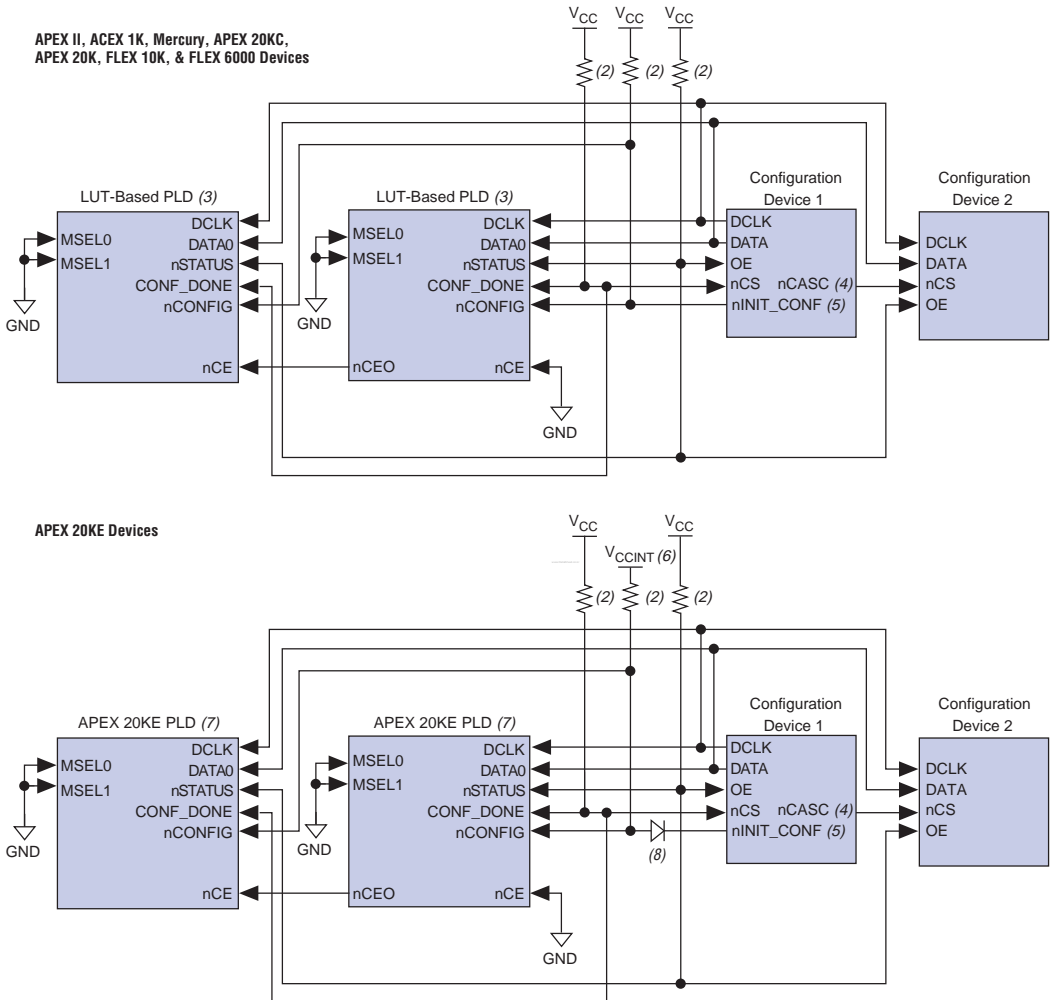 APEX II, ACEX 1K, Mercury, APEX 20KC,
APEX 20K, FLEX 10K, & FLEX 6000 Devices
VCC VCC VCC
(2) (2) (2)
LUT-Based PLD (3)
MSEL0
MSEL1
DCLK
DATA0
nSTATUS
CONF_DONE
nCONFIG
nCE
GND
LUT-Based PLD (3)
MSEL0
MSEL1
DCLK
DATA0
nSTATUS
CONF_DONE
nCONFIG
nCEO nCE
GND
GND
Configuration
Device 1
DCLK
DATA
OE
nCS nCASC (4)
nINIT_CONF (5)
Configuration
Device 2
DCLK
DATA
nCS
OE
APEX 20KE Devices
VCC VCC
VCCINT (6)
(2) (2) (2)
APEX 20KE PLD (7)
MSEL0
MSEL1
DCLK
DATA0
nSTATUS
CONF_DONE
nCONFIG
nCE
GND
APEX 20KE PLD (7)
MSEL0
MSEL1
DCLK
DATA0
nSTATUS
CONF_DONE
nCONFIG
nCEO nCE
GND
GND
(8)
Configuration
Device 1
DCLK
DATA
OE
nCS nCASC (4)
nINIT_CONF (5)
Configuration
Device 2
DCLK
DATA
nCS
OE